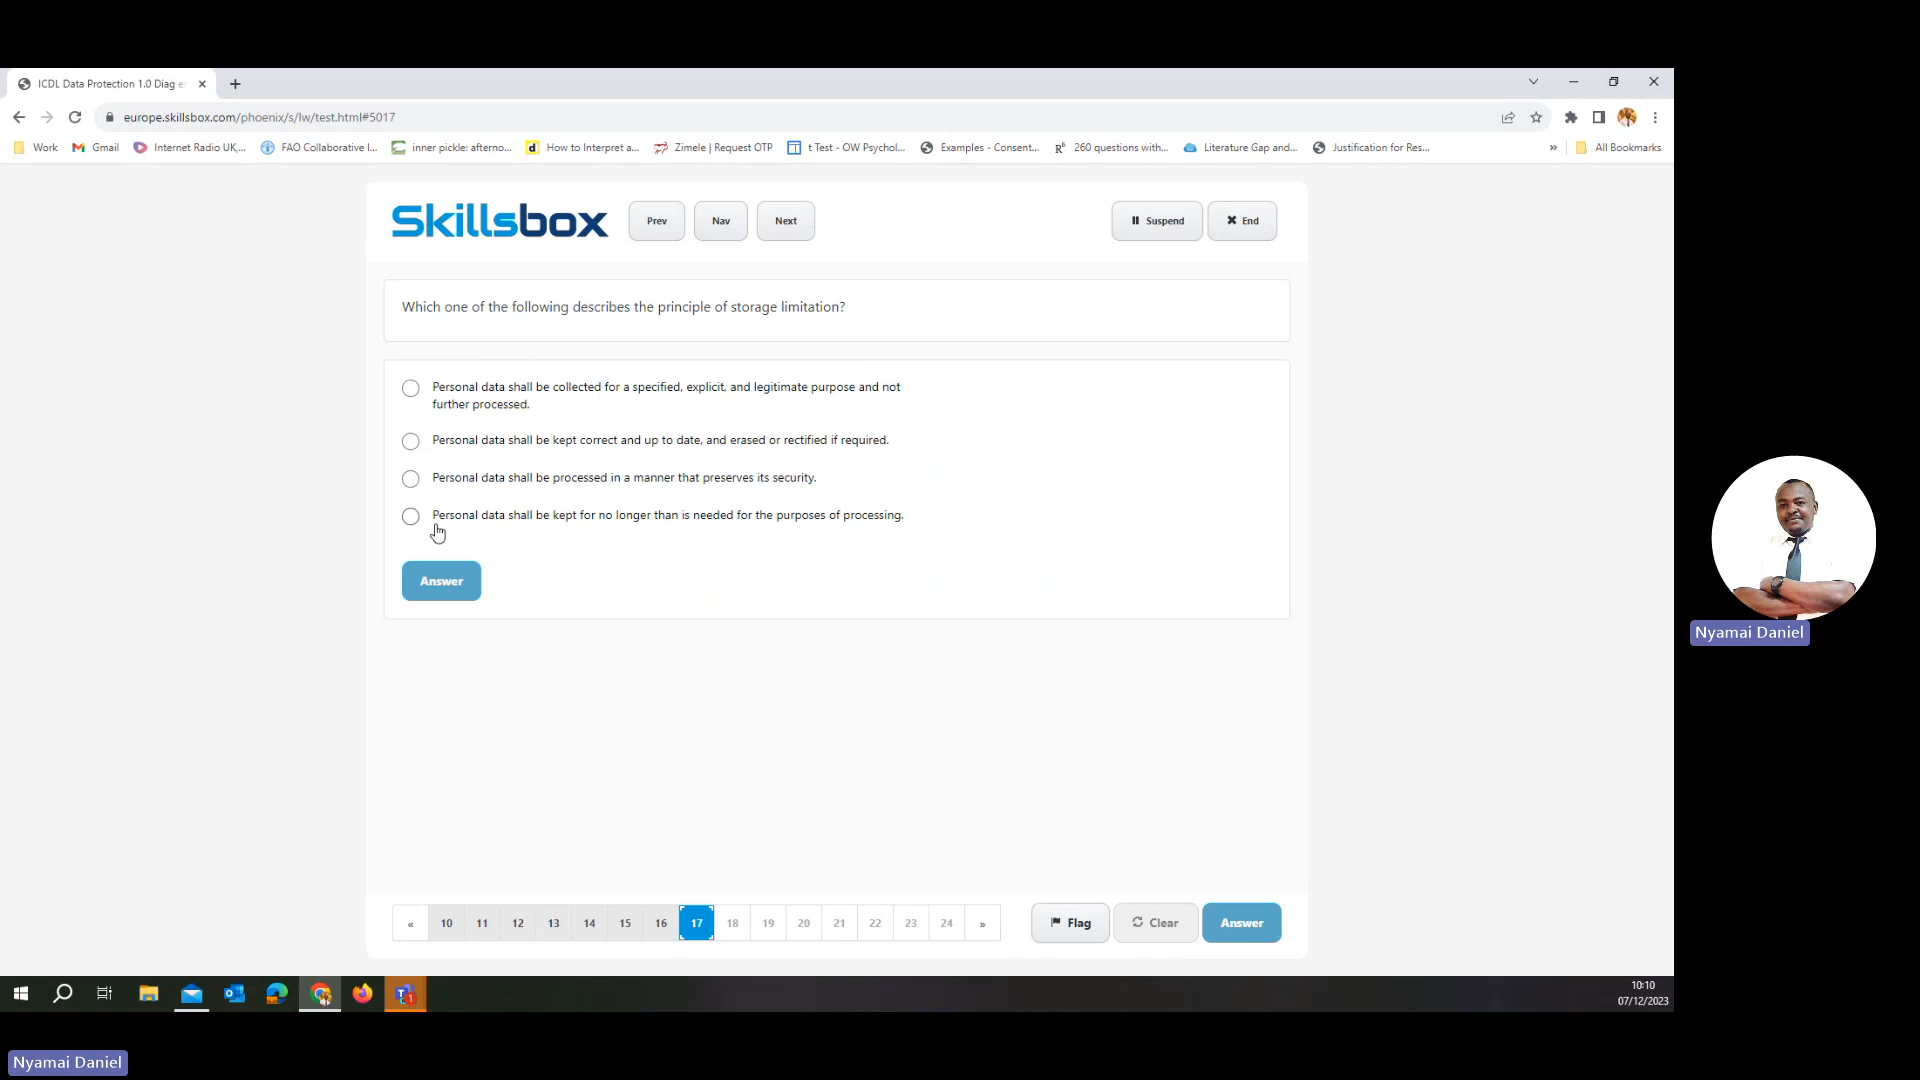 ICDL Data Protection 1.0 Diag e
europe.skillsbox.com/phoenix/s/lw/test.html#5017
Work
Gmail
Internet Radio UK,...
FAO Collaborative I...
inner pickle: afterno...
How to Interpret a...
Zimele | Request OTP
t Test - OW Psychol...
Examples - Consent...
260 questions with...
Literature Gap and...
Justification for Res...
»
All Bookmarks
Skillsbox
Prev
Nav
Next
Suspend
End
Which one of the following describes the principle of storage limitation?
Personal data shall be collected for a specified, explicit, and legitimate purpose and not
further processed.
Personal data shall be kept correct and up to date, and erased or rectified if required.
Personal data shall be processed in a manner that preserves its security.
Personal data shall be kept for no longer than is needed for the purposes of processing.
Answer
« 10 11 12 13 14 15 16 17 18 19 20 21 22 23 24 »
Flag
Clear
Answer
10:10
07/12/2023
Nyamai Daniel
Nyamai Daniel